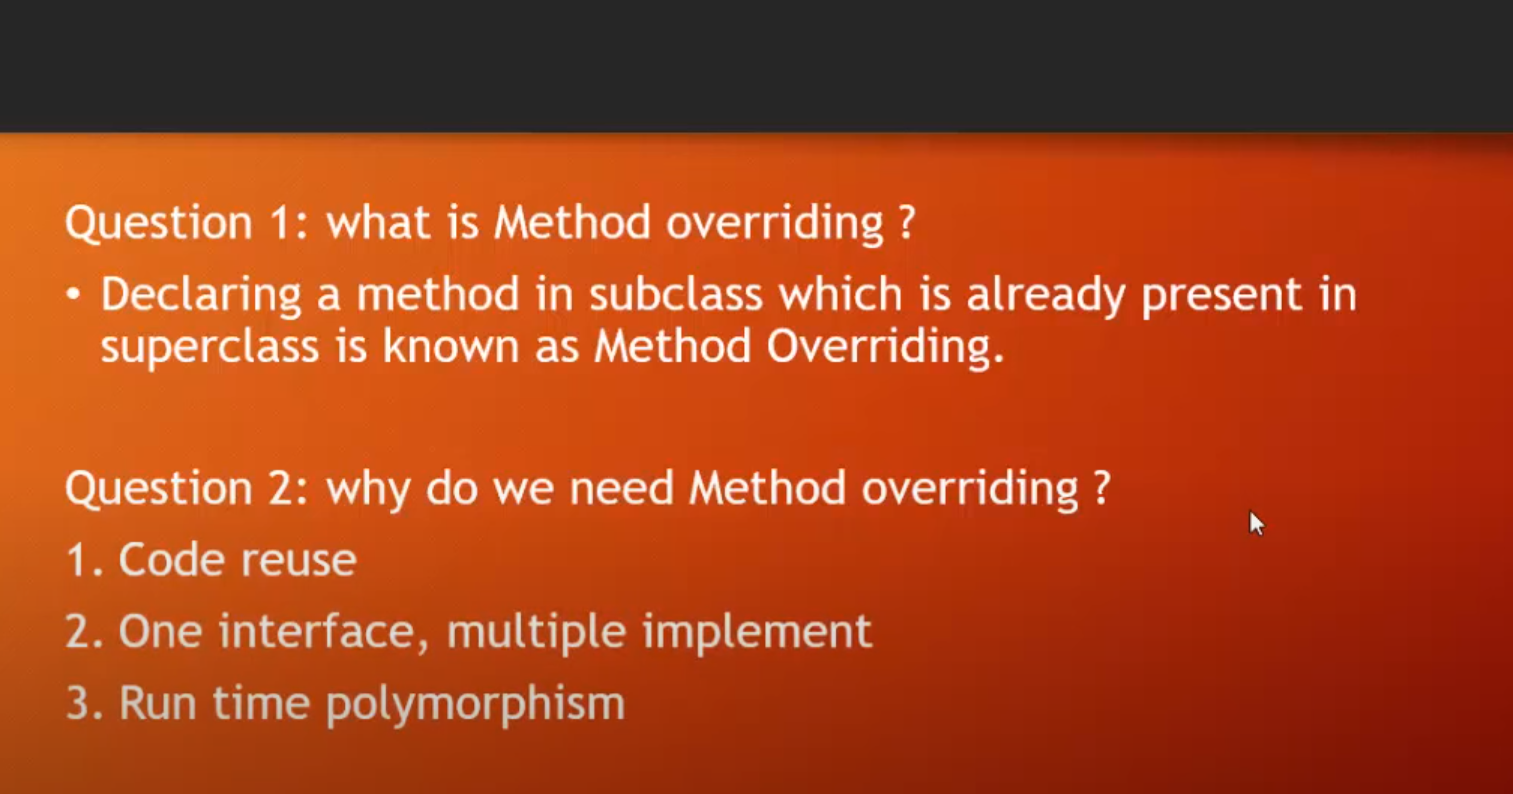 Question 1: what is Method overriding ?
• Declaring a method in subclass which is already present in
superclass is known as Method Overriding.
Question 2: why do we need Method overriding ?
1. Code reuse
2. One interface, multiple implement
3. Run time polymorphism